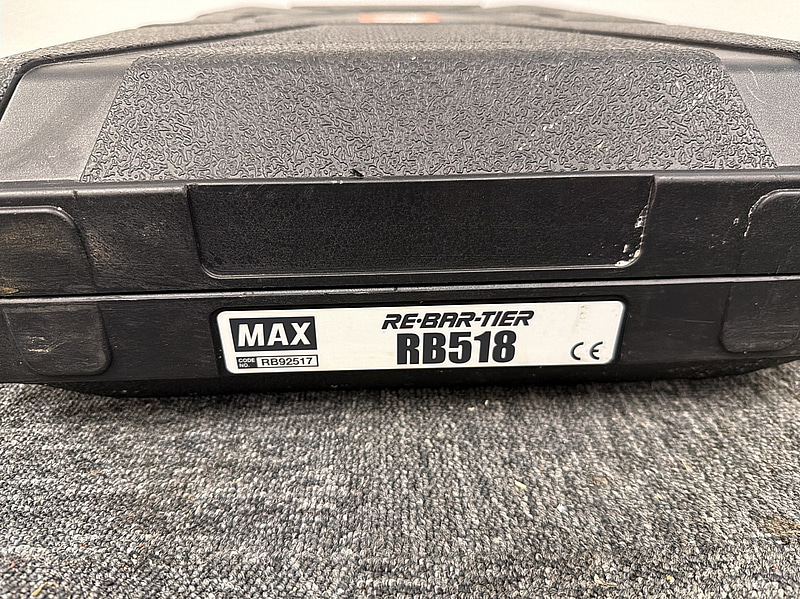 MAX
CODE NO. RB92517
RE·BAR-TIER
RB518
CE